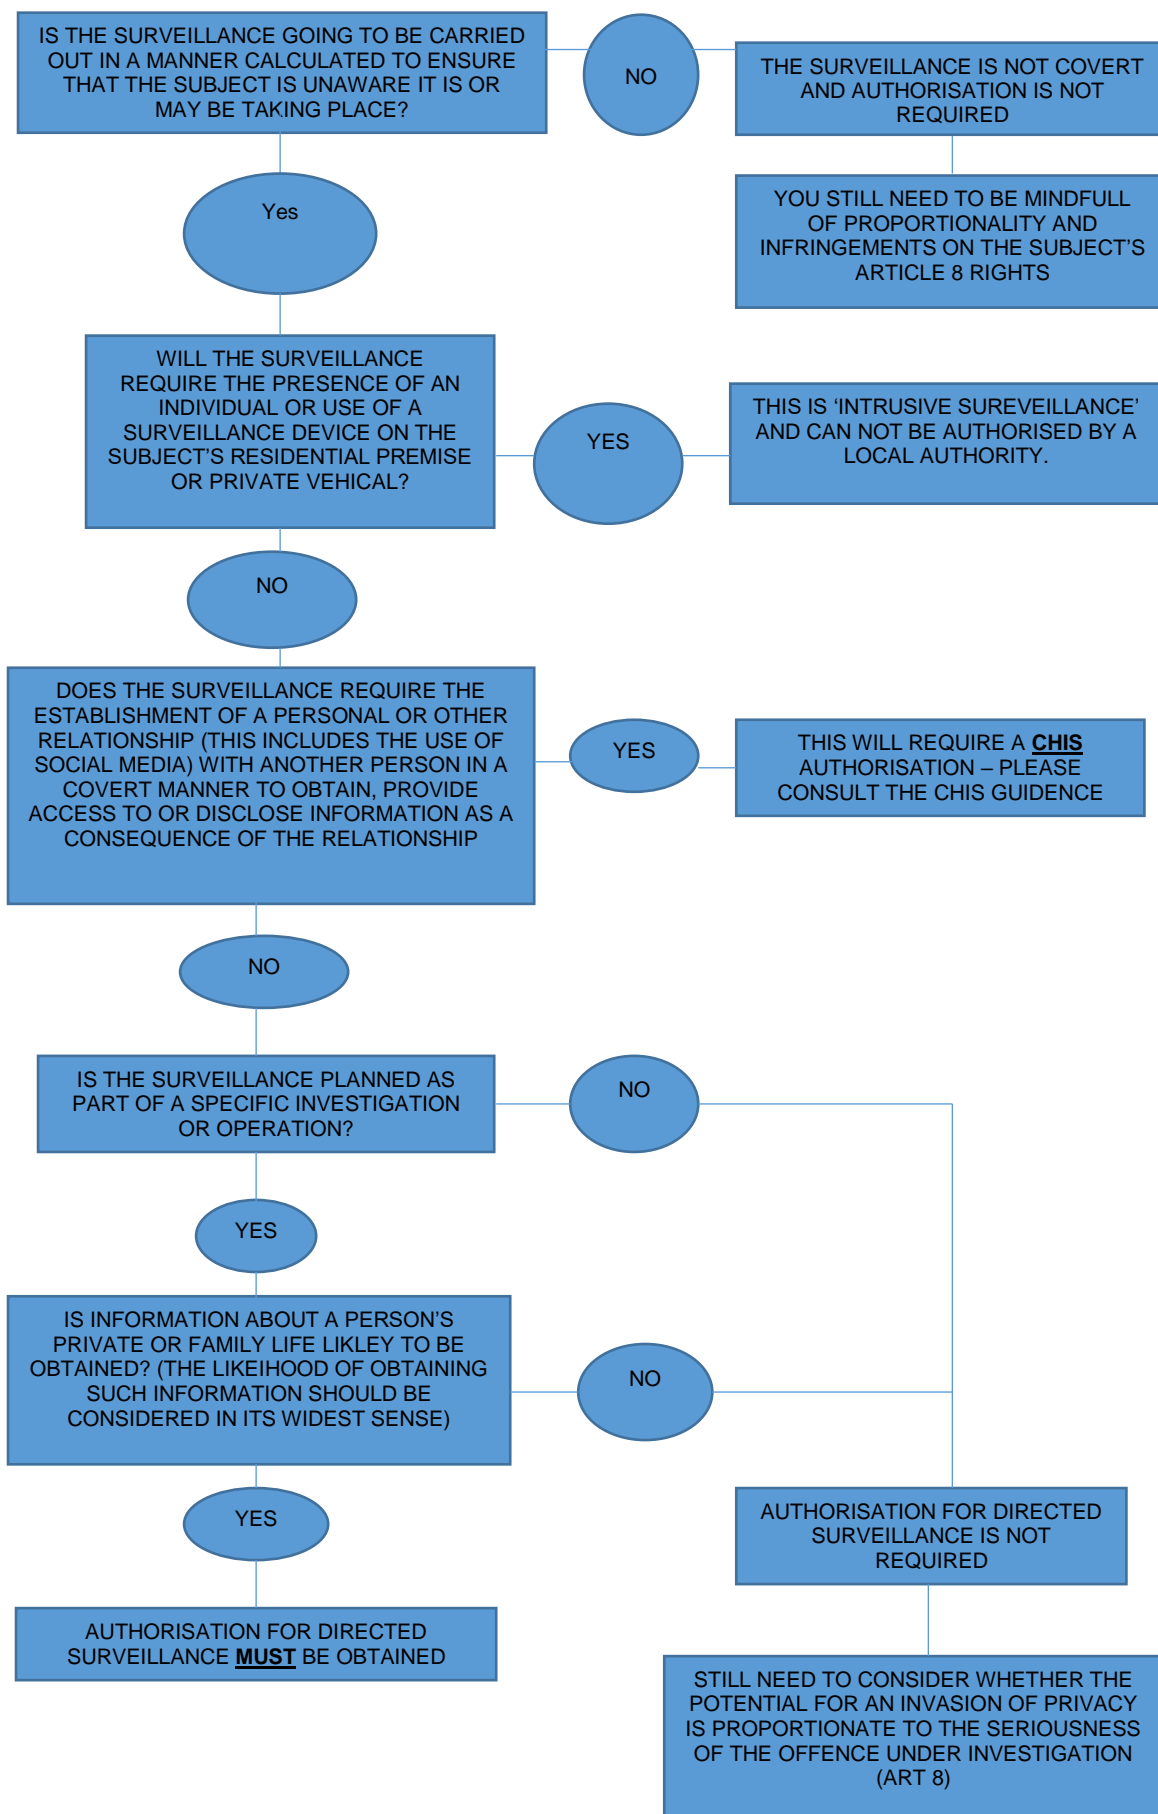 IS THE SURVEILLANCE GOING TO BE CARRIED
OUT IN A MANNER CALCULATED TO ENSURE
THAT THE SUBJECT IS UNAWARE IT IS OR
MAY BE TAKING PLACE?
NO
THE SURVEILLANCE IS NOT COVERT
AND AUTHORISATION IS NOT
REQUIRED
YOU STILL NEED TO BE MINDFULL
OF PROPORTIONALITY AND
INFRINGEMENTS ON THE SUBJECT'S
ARTICLE 8 RIGHTS
Yes
WILL THE SURVEILLANCE
REQUIRE THE PRESENCE OF AN
INDIVIDUAL OR USE OF A
SURVEILLANCE DEVICE ON THE
SUBJECT'S RESIDENTIAL PREMISE
OR PRIVATE VEHICAL?
YES
THIS IS ‘INTRUSIVE SUREVEILLANCE’
AND CAN NOT BE AUTHORISED BY A
LOCAL AUTHORITY.
NO
DOES THE SURVEILLANCE REQUIRE THE
ESTABLISHMENT OF A PERSONAL OR OTHER
RELATIONSHIP (THIS INCLUDES THE USE OF
SOCIAL MEDIA) WITH ANOTHER PERSON IN A
COVERT MANNER TO OBTAIN, PROVIDE
ACCESS TO OR DISCLOSE INFORMATION AS A
CONSEQUENCE OF THE RELATIONSHIP
YES
THIS WILL REQUIRE A CHIS
AUTHORISATION – PLEASE
CONSULT THE CHIS GUIDENCE
NO
IS THE SURVEILLANCE PLANNED AS
PART OF A SPECIFIC INVESTIGATION
OR OPERATION?
NO
YES
IS INFORMATION ABOUT A PERSON'S
PRIVATE OR FAMILY LIFE LIKLEY TO BE
OBTAINED? (THE LIKEIHOOD OF OBTAINING
SUCH INFORMATION SHOULD BE
CONSIDERED IN ITS WIDEST SENSE)
NO
YES
AUTHORISATION FOR DIRECTED
SURVEILLANCE IS NOT
REQUIRED
AUTHORISATION FOR DIRECTED
SURVEILLANCE MUST BE OBTAINED
STILL NEED TO CONSIDER WHETHER THE
POTENTIAL FOR AN INVASION OF PRIVACY
IS PROPORTIONATE TO THE SERIOUSNESS
OF THE OFFENCE UNDER INVESTIGATION
(ART 8)